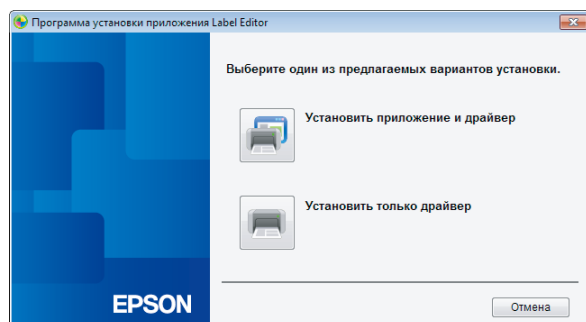 Программа установки приложения Label Editor
Выберите один из предлагаемых вариантов установки.
Установить приложение и драйвер
Установить только драйвер
EPSON
Отмена